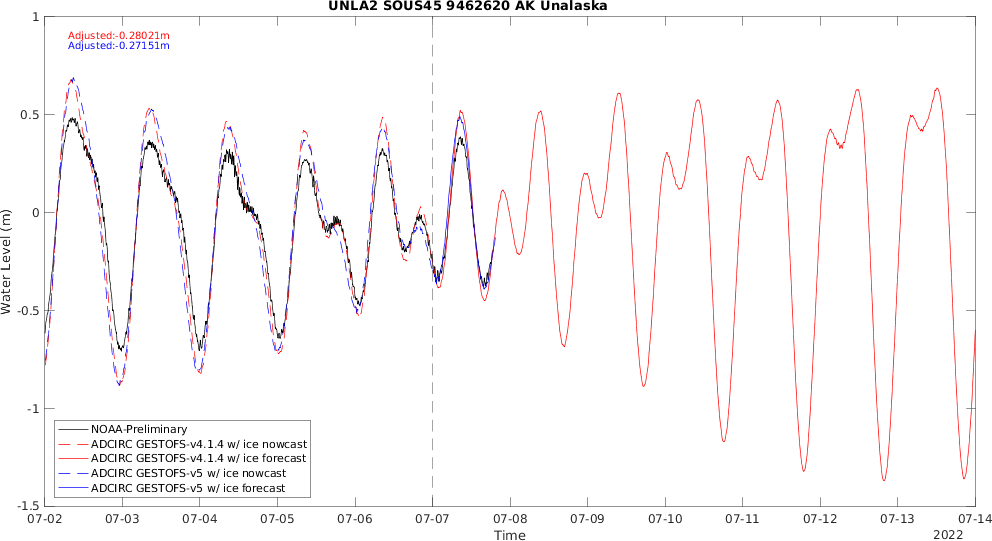 UNLA2 SOUS45 9462620 AK Unalaska
Adjusted:-0.28021m
Adjusted:-0.27151m
1
0.5
0
-0.5
-1
-1.5
Water Level (m)
NOAA-Preliminary
ADCIRC GESTOFS-v4.1.4 w/ ice nowcast
ADCIRC GESTOFS-v4.1.4 w/ ice forecast
ADCIRC GESTOFS-v5 w/ ice nowcast
ADCIRC GESTOFS-v5 w/ ice forecast
07-02 07-03 07-04 07-05 07-06 07-07 07-08 07-09 07-10 07-11 07-12 07-13 07-14
Time
2022